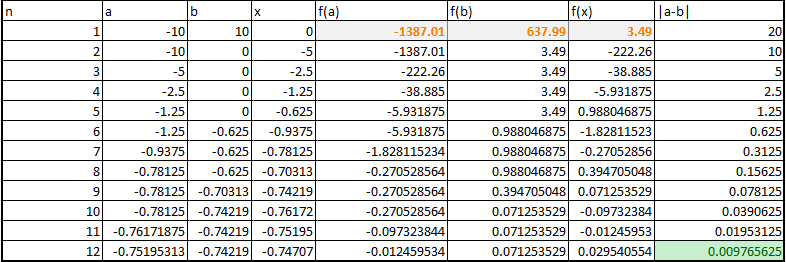 n a b x f(a) f(b) f(x) |a-b|
1 -10 10 0 -1387.01 637.99 3.49 20
2 -10 0 -5 -1387.01 3.49 -222.26 10
3 -5 0 -2.5 -222.26 3.49 -38.885 5
4 -2.5 0 -1.25 -38.885 3.49 -5.931875 2.5
5 -1.25 0 -0.625 -5.931875 3.49 0.988046875 1.25
6 -1.25 -0.625 -0.9375 -5.931875 0.988046875 -1.82811523 0.625
7 -0.9375 -0.625 -0.78125 -1.828115234 0.988046875 -0.27052856 0.3125
8 -0.78125 -0.625 -0.70313 -0.270528564 0.988046875 0.394705048 0.15625
9 -0.78125 -0.70313 -0.74219 -0.270528564 0.394705048 0.071253529 0.078125
10 -0.78125 -0.74219 -0.76172 -0.270528564 0.071253529 -0.09732384 0.0390625
11 -0.76171875 -0.74219 -0.75195 -0.097323844 0.071253529 -0.01245953 0.01953125
12 -0.75195313 -0.74219 -0.74707 -0.012459534 0.071253529 0.029540554 0.009765625